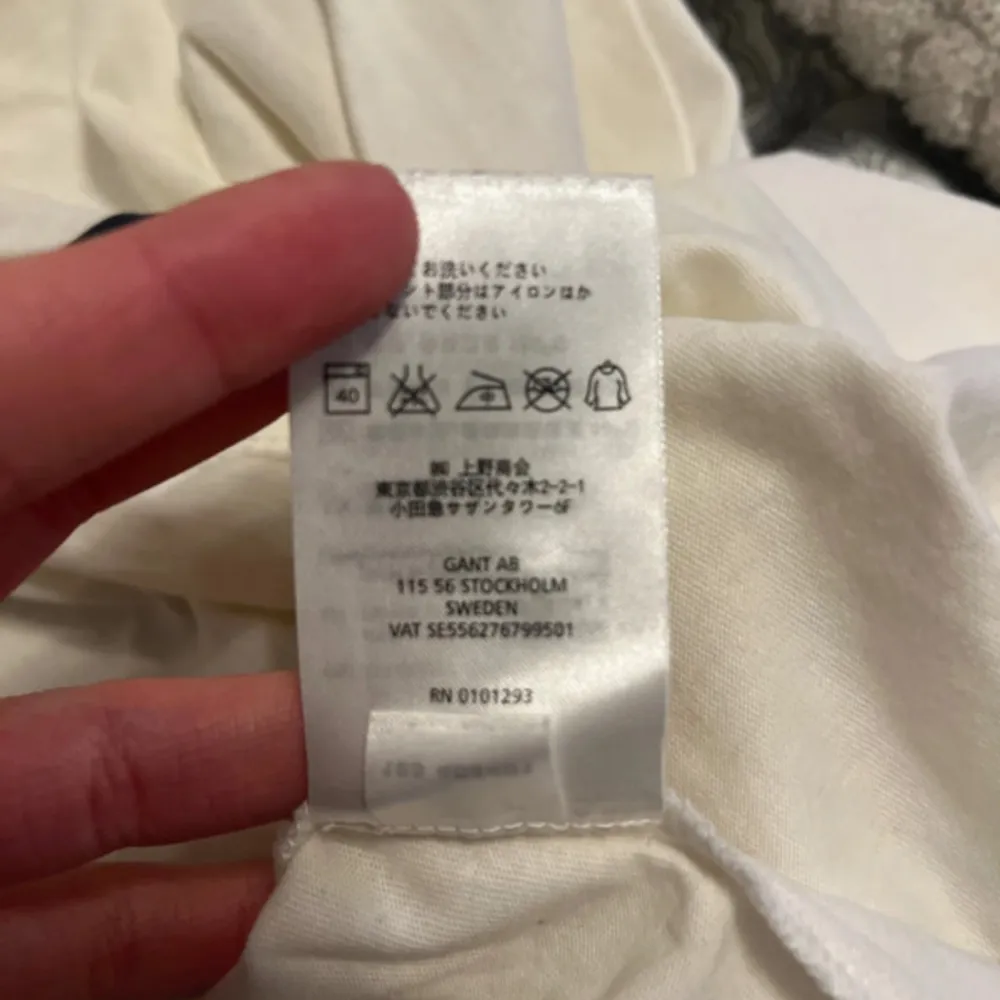 お洗いください
ント部分はアイロンはか
ないでください
40
㈱ 上野商会
東京都渋谷区代々木2-2-1
小田急サザンタワー6F
GANT AB
115 56 STOCKHOLM
SWEDEN
VAT SE556276799501
RN 0101293